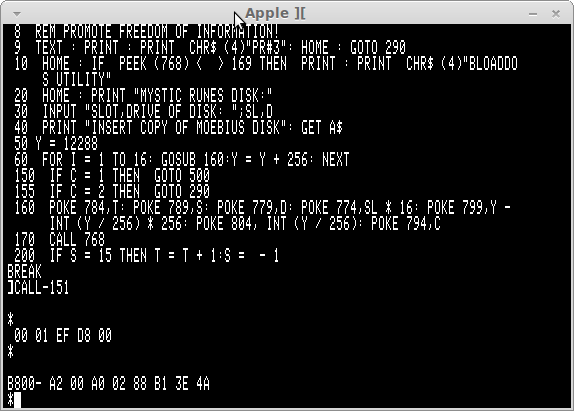 Apple ][
8 REM PROMOTE FREEDOM OF INFORMATION!
9 TEXT : PRINT : PRINT CHR$ (4)"PR#3": HOME : GOTO 290
10 HOME : IF PEEK (768) < > 169 THEN PRINT : PRINT CHR$ (4)"BLOADDO
S UTILITY"
20 HOME : PRINT "MYSTIC RUNES DISK:"
30 INPUT "SLOT,DRIVE OF DISK: ";SL,D
40 PRINT "INSERT COPY OF MOEBIUS DISK": GET A$
50 Y = 12288
60 FOR I = 1 TO 16: GOSUB 160:Y = Y + 256: NEXT
150 IF C = 1 THEN GOTO 500
155 IF C = 2 THEN GOTO 290
160 POKE 784,T: POKE 789,S: POKE 779,D: POKE 774,SL * 16: POKE 799,Y -
INT (Y / 256) * 256: POKE 804, INT (Y / 256): POKE 794,C
170 CALL 768
200 IF S = 15 THEN T = T + 1:S = - 1
BREAK
]CALL-151
*
00 01 EF D8 00
*
B800- A2 00 A0 02 88 B1 3E 4A
*